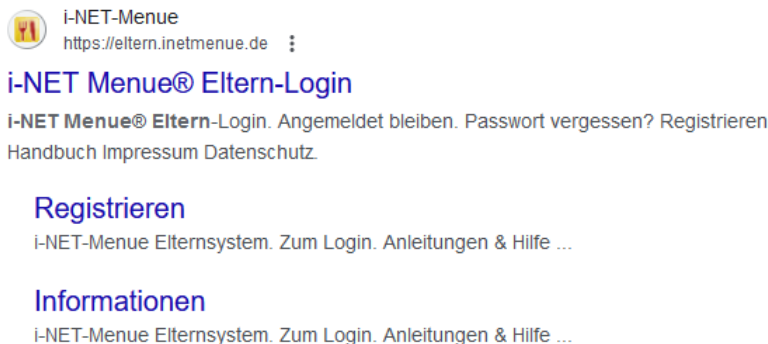 i-NET-Menue
https://eltern.inetmenue.de
i-NET Menue® Eltern-Login
i-NET Menue® Eltern-Login. Angemeldet bleiben. Passwort vergessen? Registrieren
Handbuch Impressum Datenschutz.
Registrieren
i-NET-Menue Elternsystem. Zum Login. Anleitungen & Hilfe ...
Informationen
i-NET-Menue Elternsystem. Zum Login. Anleitungen & Hilfe ...